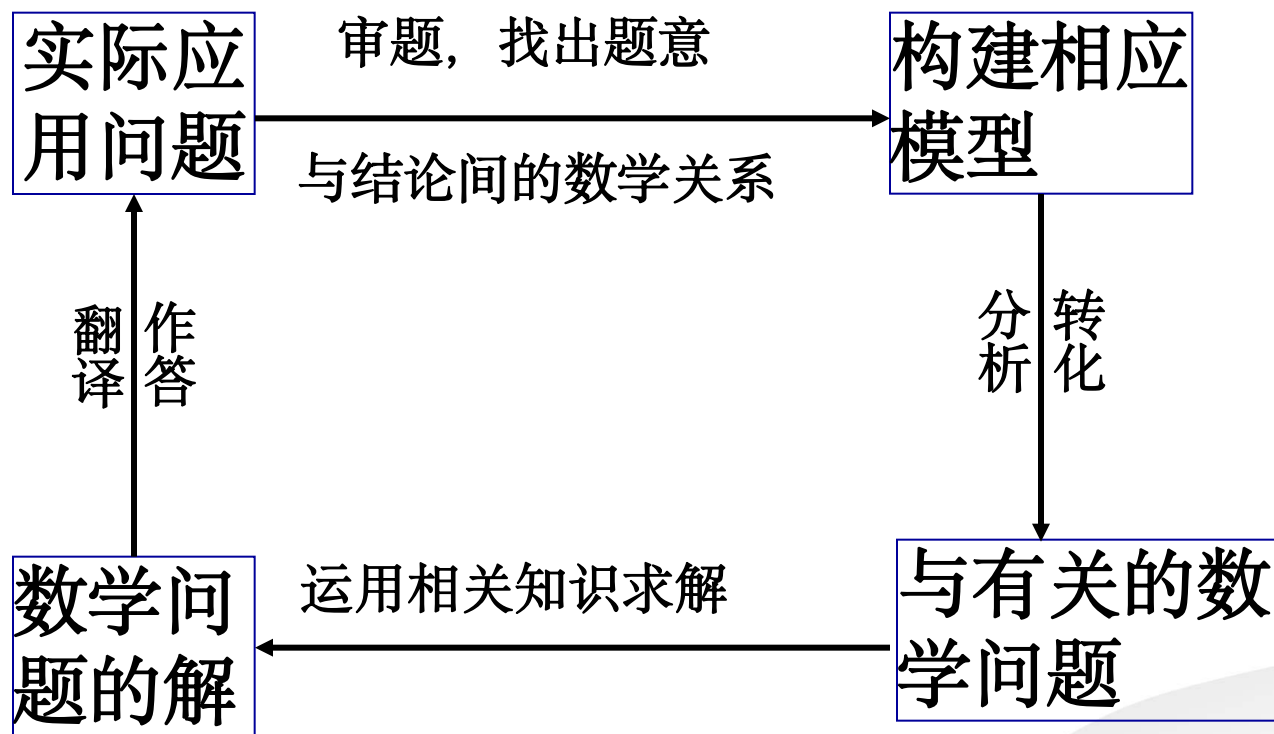 实际应
用问题
审题，找出题意
与结论间的数学关系
构建相应
模型
翻译
作答
分析
转化
数学问
题的解
运用相关知识求解
与有关的数
学问题